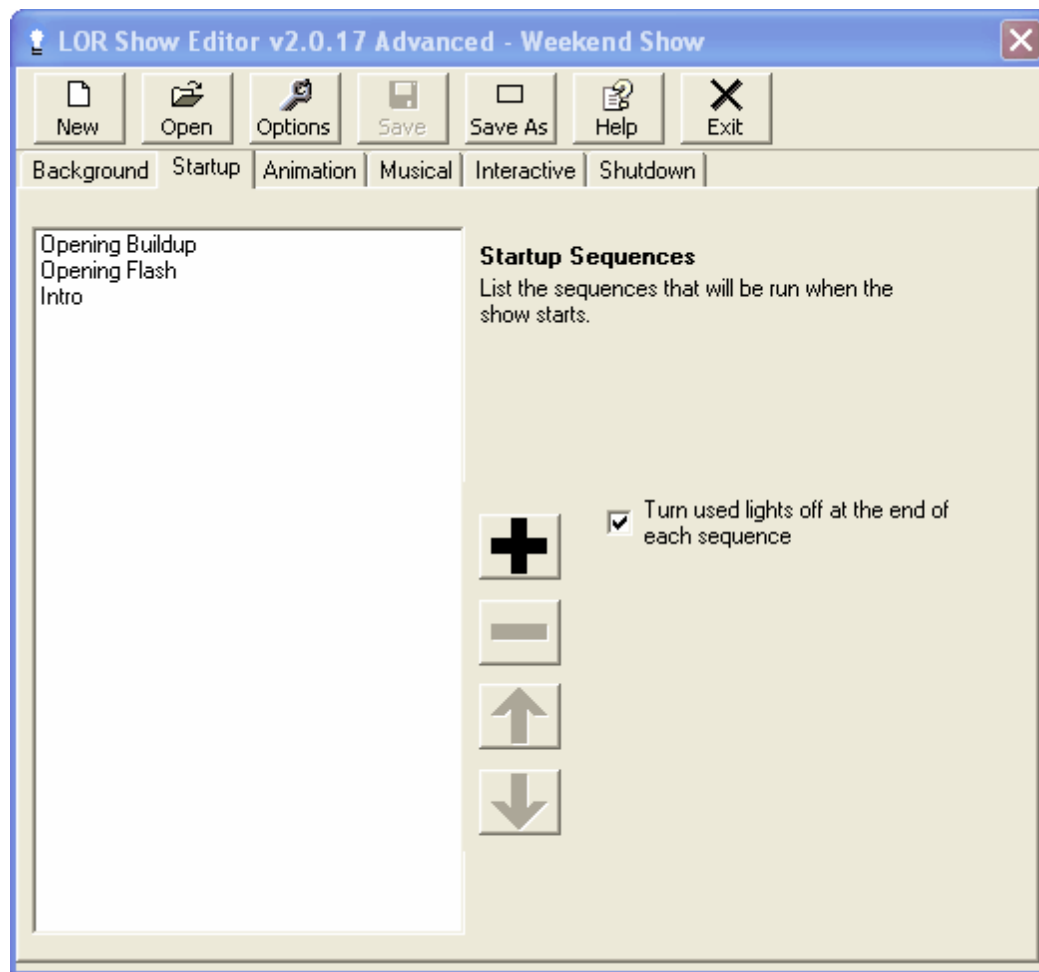 LOR Show Editor v2.0.17 Advanced - Weekend Show
New Open Options Save Save As Help Exit
Background Startup Animation Musical Interactive Shutdown
Opening Buildup
Opening Flash
Intro
Startup Sequences
List the sequences that will be run when the
show starts.
Turn used lights off at the end of
each sequence